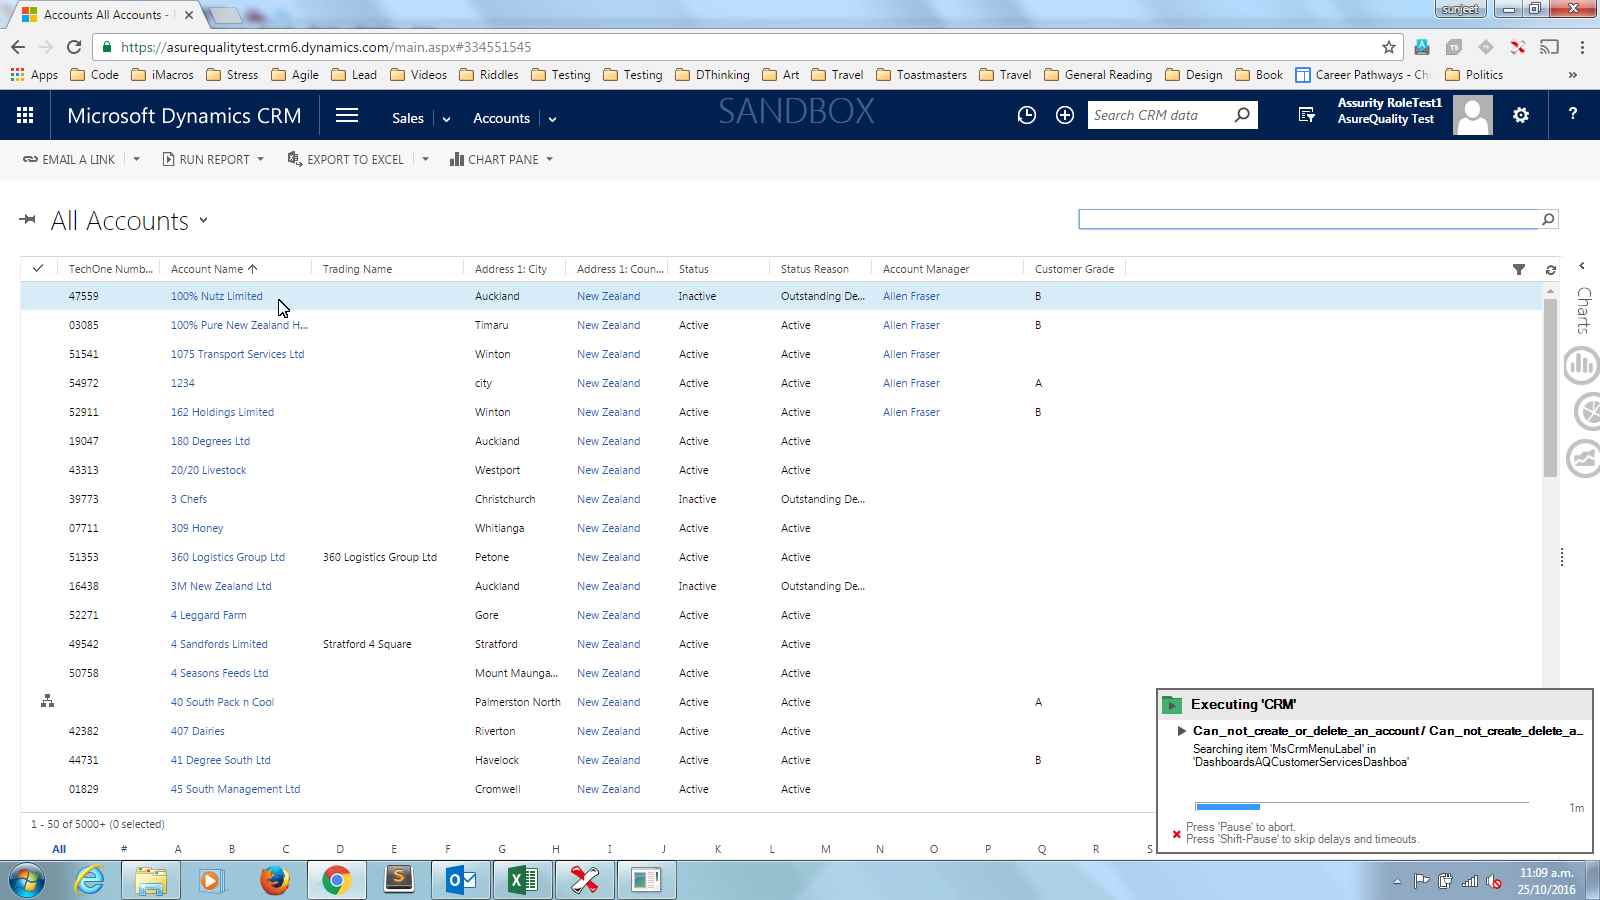 Accounts All Accounts -
sunjeet
https://asurequalitytest.crm6.dynamics.com/main.aspx#334551545
Apps Code iMacros Stress Agile Lead Videos Riddles Testing Testing DThinking Art Travel Toastmasters Travel General Reading Design Book Career Pathways - Ch Politics »
Microsoft Dynamics CRM Sales Accounts SANDBOX Search CRM data Assurity RoleTest1 ?
AsureQuality Test
EMAIL A LINK RUN REPORT EXPORT TO EXCEL CHART PANE
All Accounts
TechOne Numb... Account Name Trading Name Address 1: City Address 1: Coun... Status Status Reason Account Manager Customer Grade
Charts
47559 100% Nutz Limited Auckland New Zealand Inactive Outstanding De... Allen Fraser B
03085 100% Pure New Zealand H... Timaru New Zealand Active Active Allen Fraser B
51541 1075 Transport Services Ltd Winton New Zealand Active Active Allen Fraser
54972 1234 city New Zealand Active Active Allen Fraser A
52911 162 Holdings Limited Winton New Zealand Active Active Allen Fraser B
19047 180 Degrees Ltd Auckland New Zealand Active Active
43313 20/20 Livestock Westport New Zealand Active Active
39773 3 Chefs Christchurch New Zealand Inactive Outstanding De...
07711 309 Honey Whitianga New Zealand Active Active
51353 360 Logistics Group Ltd 360 Logistics Group Ltd Petone New Zealand Active Active
16438 3M New Zealand Ltd Auckland New Zealand Inactive Outstanding De...
52271 4 Leggard Farm Gore New Zealand Active Active
49542 4 Sandfords Limited Stratford 4 Square Stratford New Zealand Active Active
50758 4 Seasons Feeds Ltd Mount Maunga... New Zealand Active Active
40 South Pack n Cool Palmerston North New Zealand Active Active A
42382 407 Dairies Riverton New Zealand Active Active
44731 41 Degree South Ltd Havelock New Zealand Active Active B
01829 45 South Management Ltd Cromwell New Zealand Active Active
1 - 50 of 5000+ (0 selected)
All # A B C D E F G H I J K L M N O P Q R S
Executing 'CRM'
Can_not_create_or_delete_an_account / Can_not_create_delete_a...
Searching item 'MsCrmMenuLabel' in
'DashboardsAQCustomerServicesDashboa'
1m
Press 'Pause' to abort.
Press 'Shift-Pause' to skip delays and timeouts.
11:09 a.m.
25/10/2016